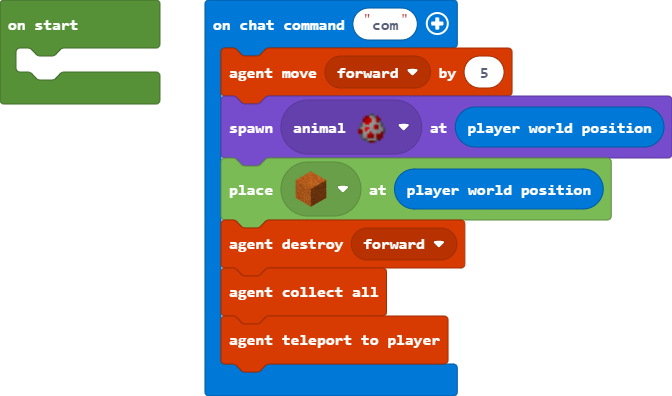 on start
on chat command "com"
agent move forward by 5
spawn animal at player world position
place at player world position
agent destroy forward
agent collect all
agent teleport to player